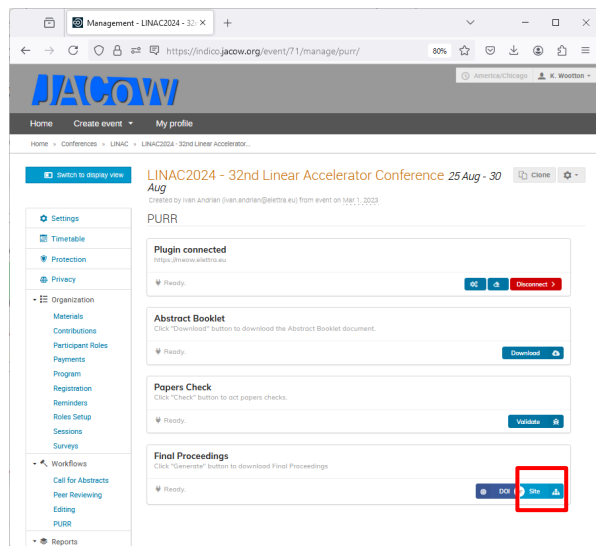 Management - LINAC2024 - 32n
https://indico.jacow.org/event/71/manage/purr/
80%
JACoW
America/Chicago
K. Wootton
Home Create event My profile
Home » Conferences » LINAC » LINAC2024 - 32nd Linear Accelerator...
Switch to display view
LINAC2024 - 32nd Linear Accelerator Conference 25 Aug - 30 Aug
Clone
Created by Ivan Andrian (ivan.andrian@elettra.eu) from event on Mar 1, 2023
PURR
Settings
Timetable
Protection
Privacy
Organization
Materials
Contributions
Participant Roles
Payments
Program
Registration
Reminders
Roles Setup
Sessions
Surveys
Workflows
Call for Abstracts
Peer Reviewing
Editing
PURR
Reports
Plugin connected
https://meow.elettra.eu
Ready.
Disconnect
Abstract Booklet
Click "Download" button to download the Abstract Booklet document.
Ready.
Download
Papers Check
Click "Check" button to act papers checks.
Ready.
Validate
Final Proceedings
Click "Generate" button to download Final Proceedings
Ready.
DOI
Site